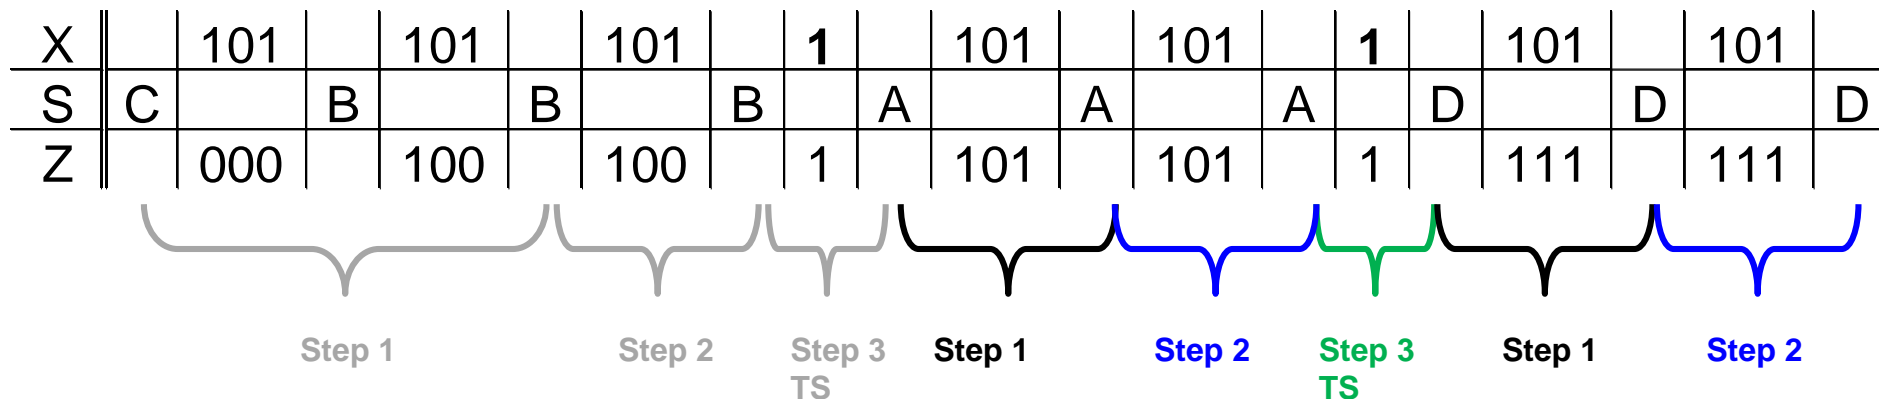 X 101 101 101 1 101 101 1 101 101
S C B B B A A A D D D
Z 000 100 100 1 101 101 1 111 111
Step 1 Step 2 Step 3 Step 1 Step 2 Step 3 Step 1 Step 2
TS TS